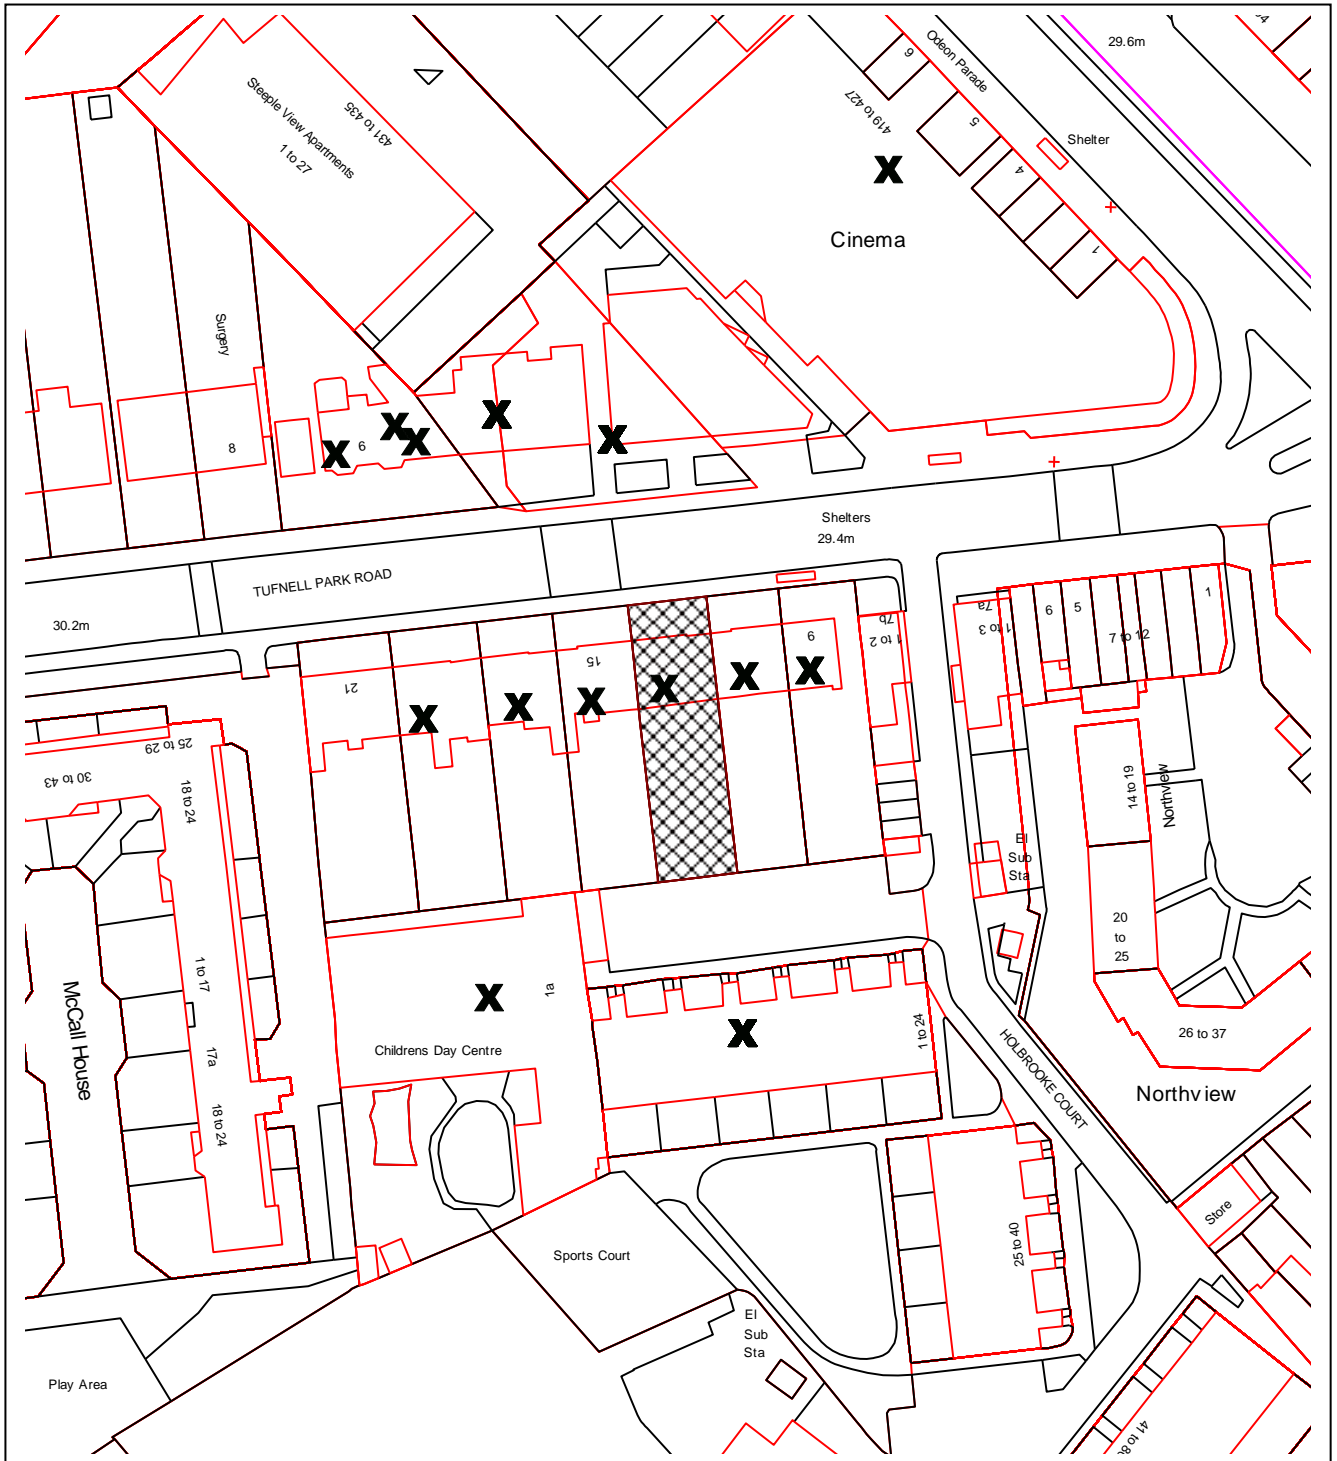 29.6m
Odeon Parade
6
419 to 427
5
Shelter
4
1
Cinema
X
Steeple View Apartments
1 to 27
431 to 435
Surgery
8
9
X
X
X
X
X
Shelters
29.4m
TUFNELL PARK ROAD
30.2m
21
15
9
X
X
X
X
X
X
7b
1 to 2
7a
1 to 3
6
5
7 to 12
1
25 to 29
30 to 43
18 to 24
14 to 19
Northview
El
Sub
Sta
20
to
25
26 to 37
Northview
McCall House
1 to 17
17a
18 to 24
X
1a
Childrens Day Centre
X
1 to 24
HOLBROOKE COURT
25 to 40
Store
Sports Court
El
Sub
Sta
Play Area